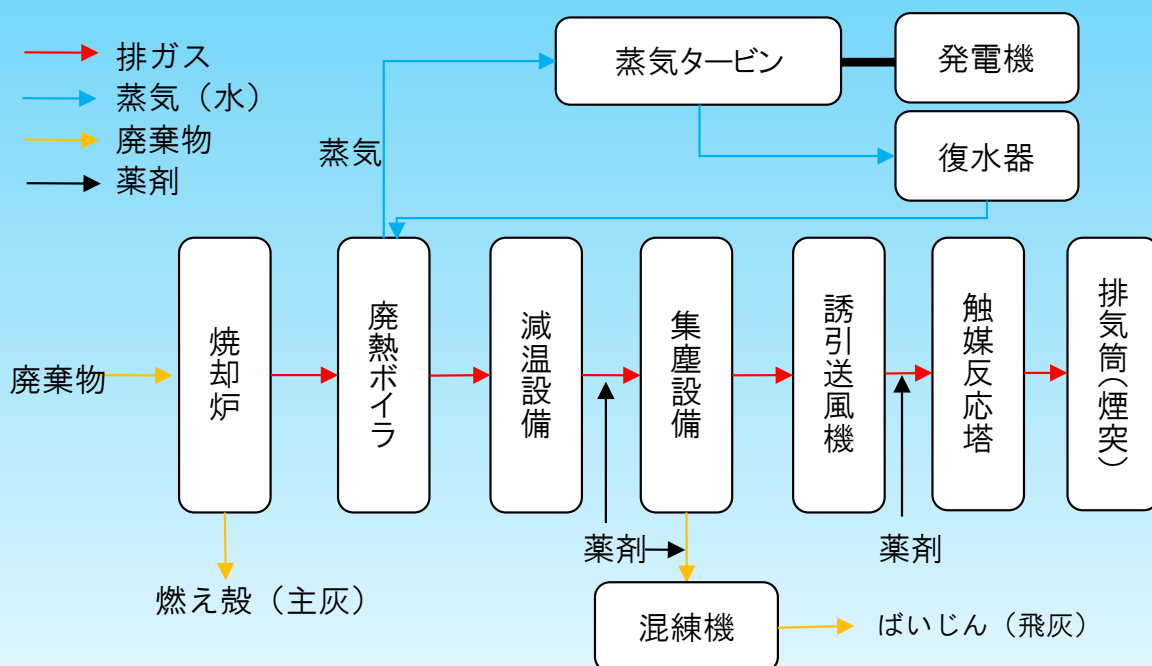 排ガス
蒸気（水）
廃棄物
薬剤
蒸気タービン
発電機
復水器
蒸気
廃棄物
焼却炉
廃熱ボイラ
減温設備
集塵設備
誘引送風機
触媒反応塔
排気筒(煙突)
薬剤
薬剤
燃え殻（主灰）
混練機
ばいじん（飛灰）